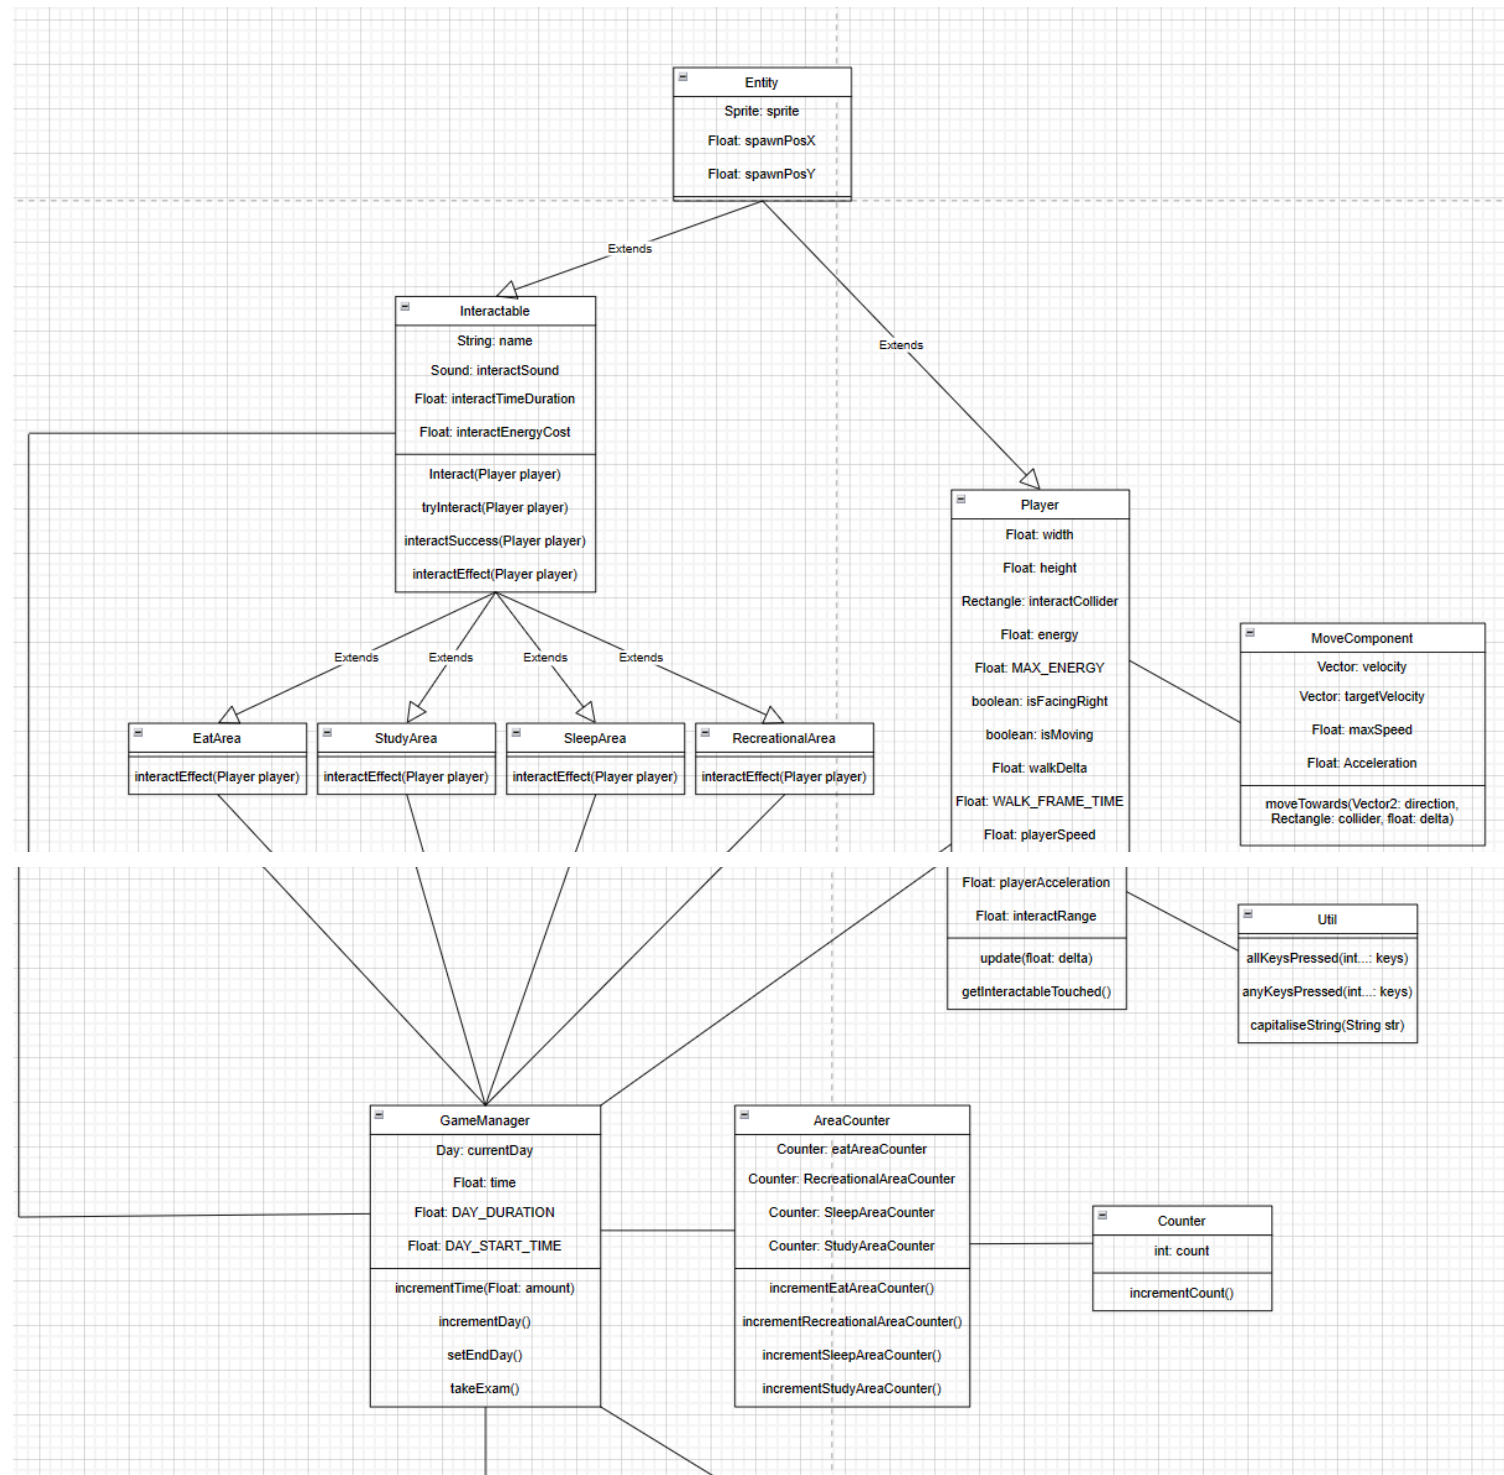 Entity
Sprite: sprite
Float: spawnPosX
Float: spawnPosY
Extends
Extends
Interactable
String: name
Sound: interactSound
Float: interactTimeDuration
Float: interactEnergyCost
Interact(Player player)
tryInteract(Player player)
interactSuccess(Player player)
interactEffect(Player player)
Extends
Extends
Extends
Extends
EatArea
interactEffect(Player player)
StudyArea
interactEffect(Player player)
SleepArea
interactEffect(Player player)
RecreationalArea
interactEffect(Player player)
Player
Float: width
Float: height
Rectangle: interactCollider
Float: energy
Float: MAX_ENERGY
boolean: isFacingRight
boolean: isMoving
Float: walkDelta
Float: WALK_FRAME_TIME
Float: playerSpeed
Float: playerAcceleration
Float: interactRange
update(float: delta)
getInteractableTouched()
MoveComponent
Vector: velocity
Vector: targetVelocity
Float: maxSpeed
Float: Acceleration
moveTowards(Vector2: direction,
Rectangle: collider, float: delta)
Util
allKeysPressed(int...: keys)
anyKeysPressed(int...: keys)
capitaliseString(String str)
GameManager
Day: currentDay
Float: time
Float: DAY_DURATION
Float: DAY_START_TIME
incrementTime(Float: amount)
incrementDay()
setEndDay()
takeExam()
AreaCounter
Counter: eatAreaCounter
Counter: RecreationalAreaCounter
Counter: SleepAreaCounter
Counter: StudyAreaCounter
incrementEatAreaCounter()
incrementRecreationalAreaCounter()
incrementSleepAreaCounter()
incrementStudyAreaCounter()
Counter
int: count
incrementCount()